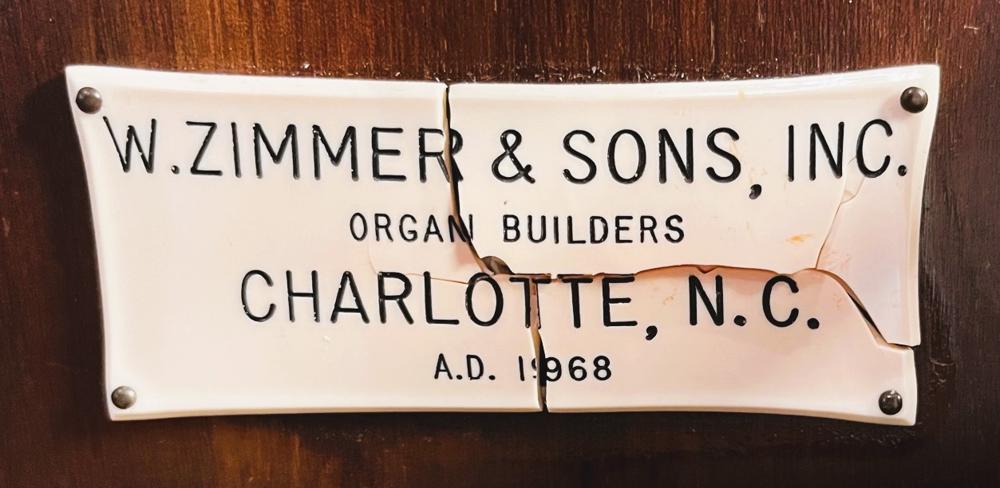 W. ZIMMER & SONS, INC.
ORGAN BUILDERS
CHARLOTTE, N.C.
A.D. 1968